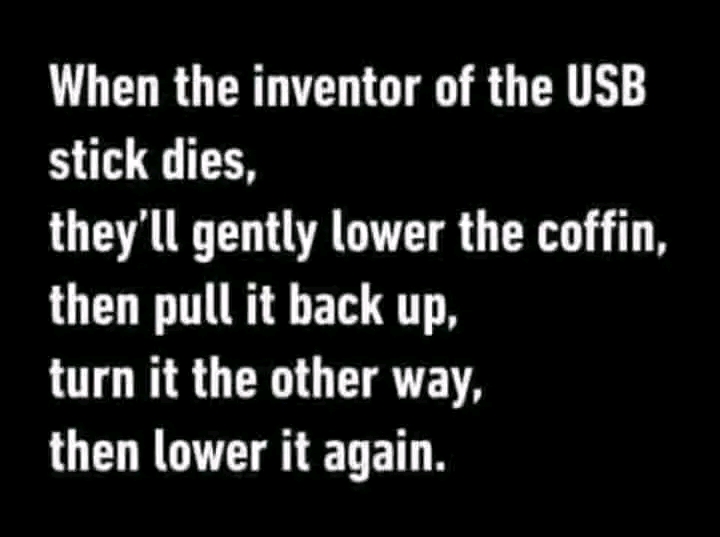 When the inventor of the USB
stick dies,
they’ll gently lower the coffin,
then pull it back up,
turn it the other way,
then lower it again.